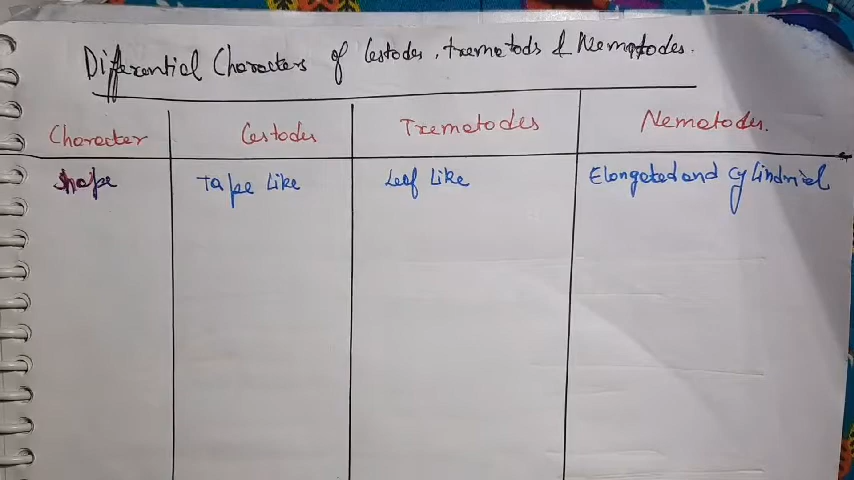 Differential Characters of Cestodes, trematods & Nematodes.
Character Cestodes Trematodes Nematodes.
Shape Tape Like Leaf Like Elongated and Cylindrical